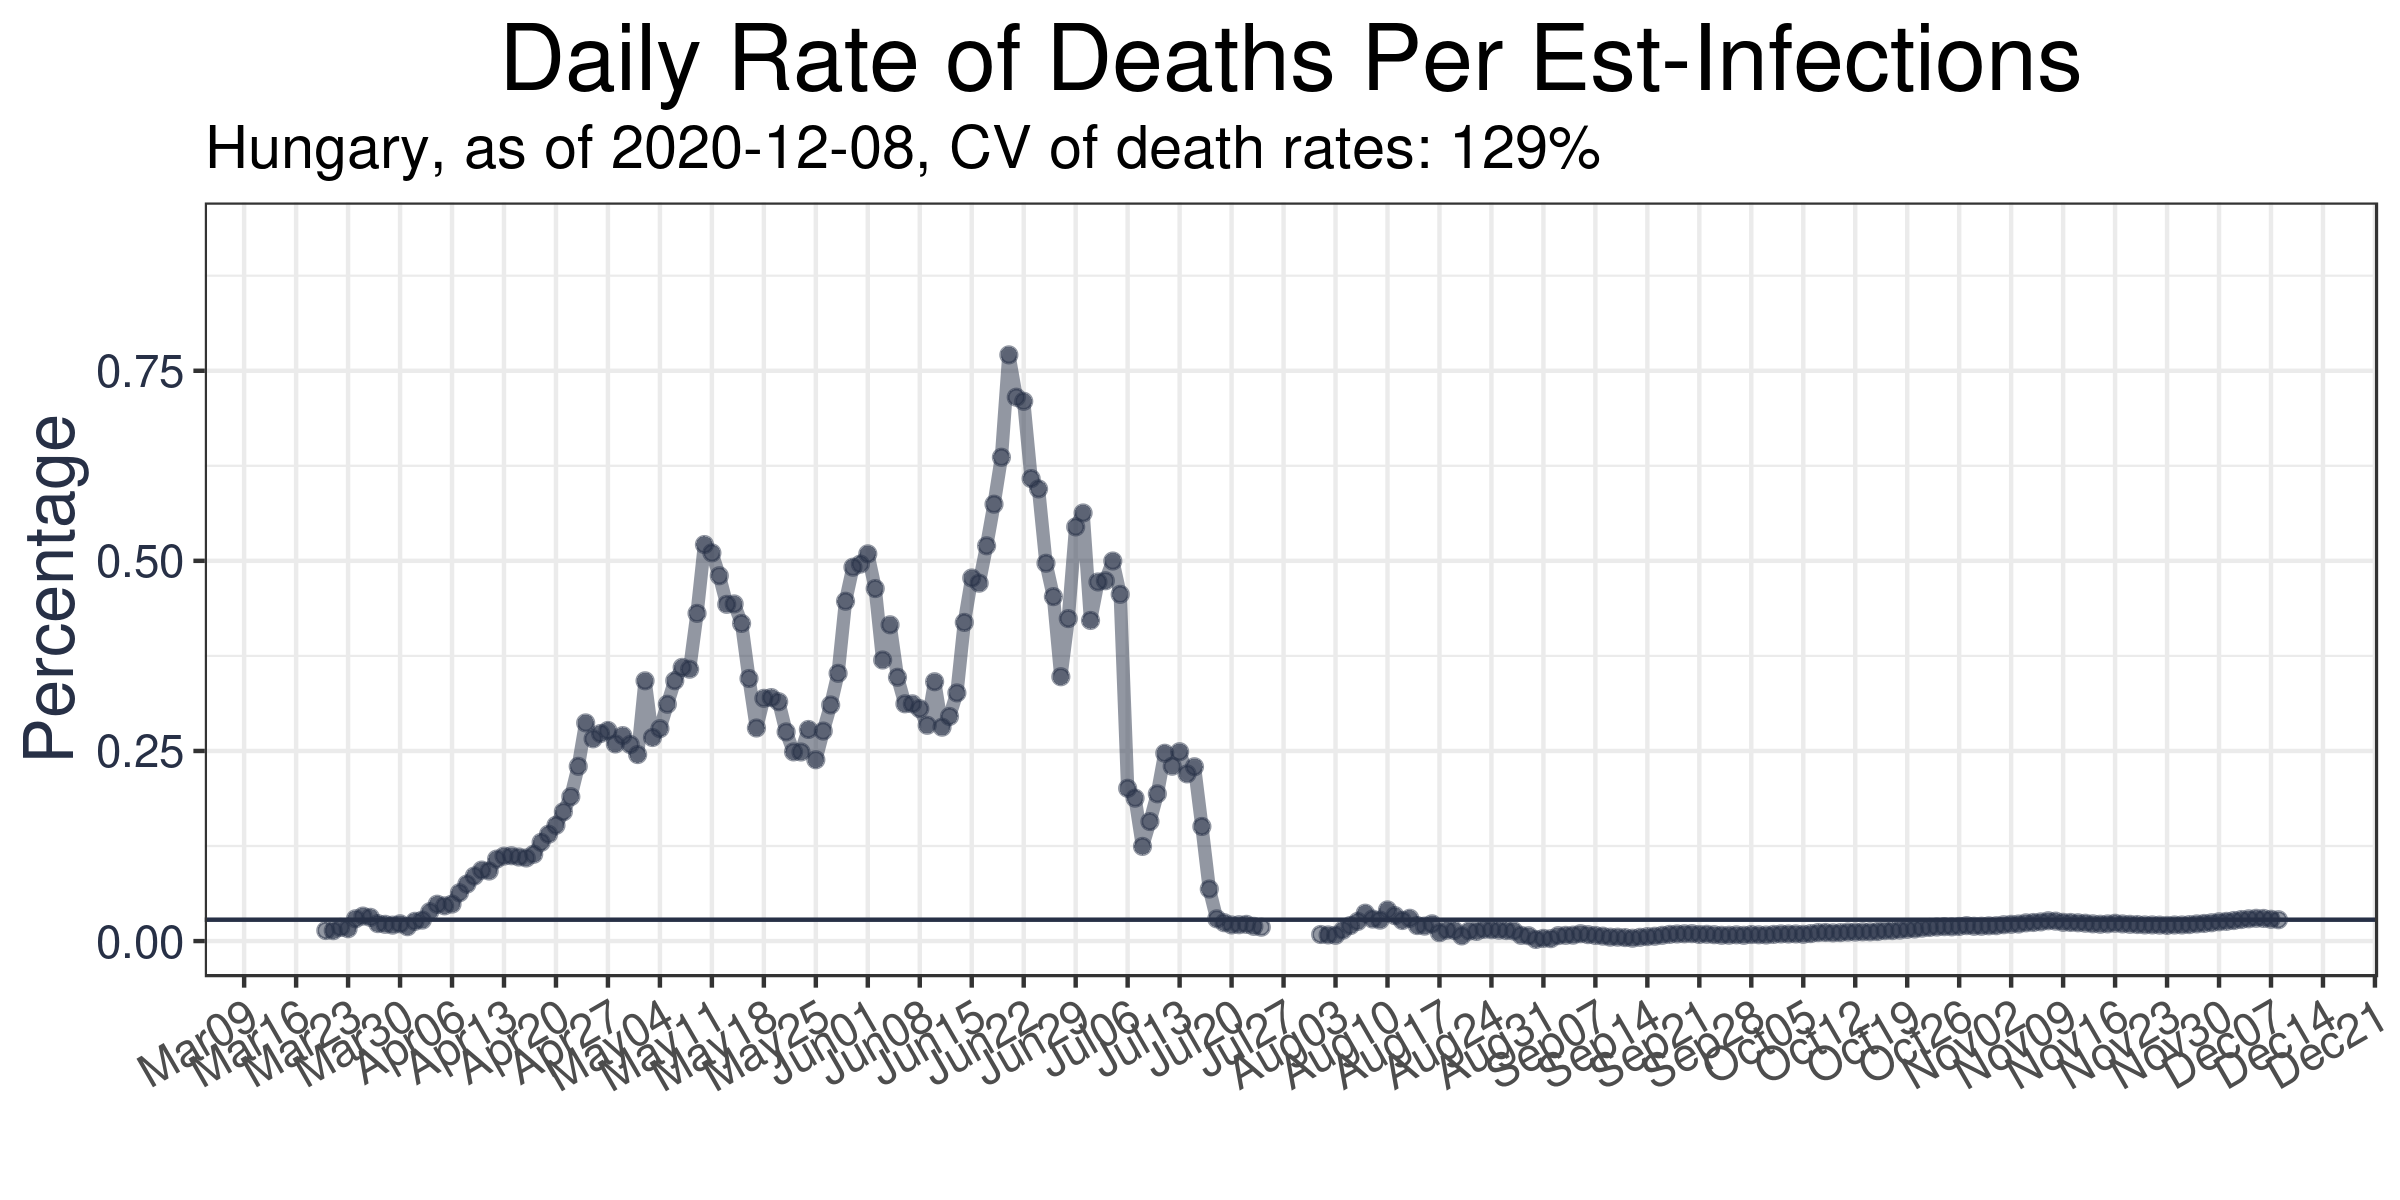 Daily Rate of Deaths Per Est-Infections
Hungary, as of 2020-12-08, CV of death rates: 129%
Percentage
0.75
0.50
0.25
0.00
Mar09
Mar16
Mar23
Mar30
Apr06
Apr13
Apr20
Apr27
May04
May11
May18
May25
Jun01
Jun08
Jun15
Jun22
Jun29
Jul06
Jul13
Jul20
Jul27
Aug03
Aug10
Aug17
Aug24
Aug31
Sep07
Sep14
Sep21
Sep28
Oct05
Oct12
Oct19
Oct26
Nov02
Nov09
Nov16
Nov23
Nov30
Dec07
Dec14
Dec21